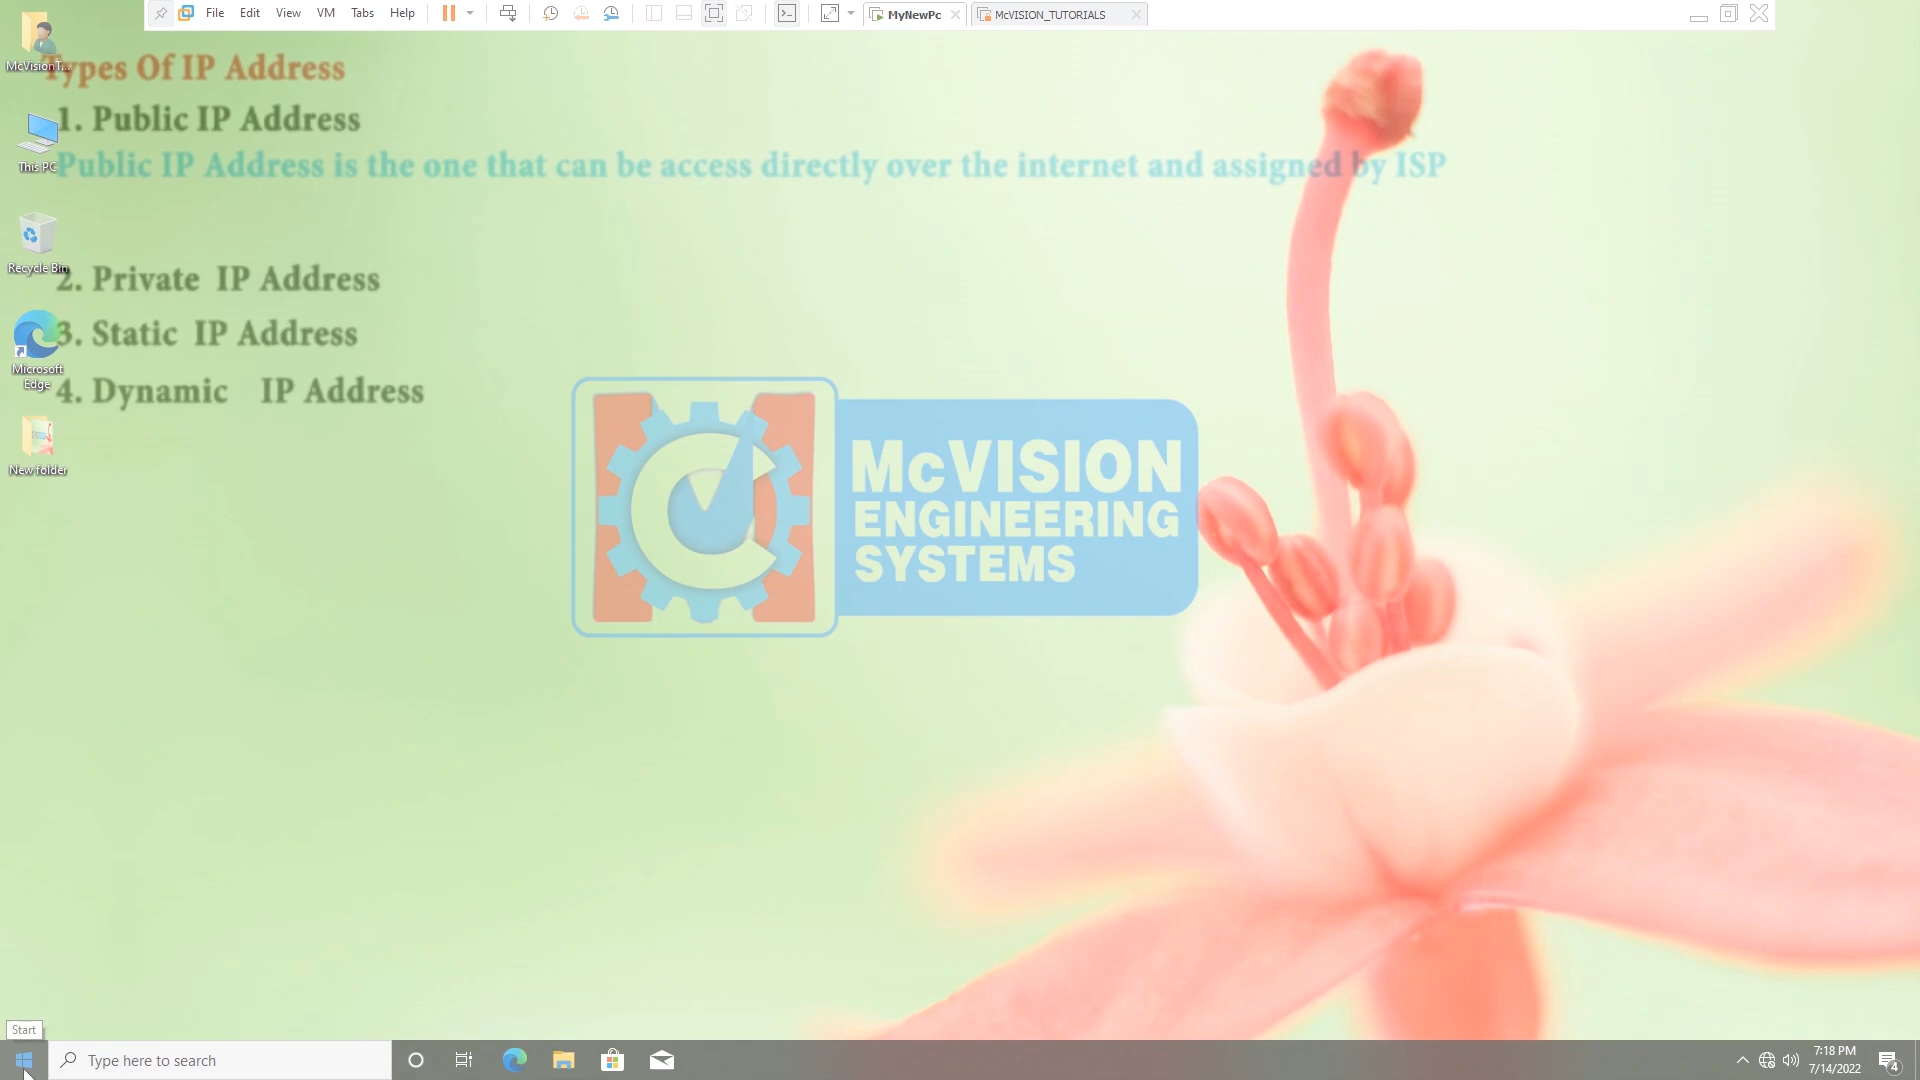 File Edit View VM Tabs Help MyNewPc McVISION_TUTORIALS
McVisionT...
Types Of IP Address
1. Public IP Address
This PC
Public IP Address is the one that can be access directly over the internet and assigned by ISP
Recycle Bin
2. Private IP Address
3. Static IP Address
Microsoft
Edge
4. Dynamic IP Address
New folder
McVISION
ENGINEERING
SYSTEMS
Start
Type here to search
7:18 PM
7/14/2022
4